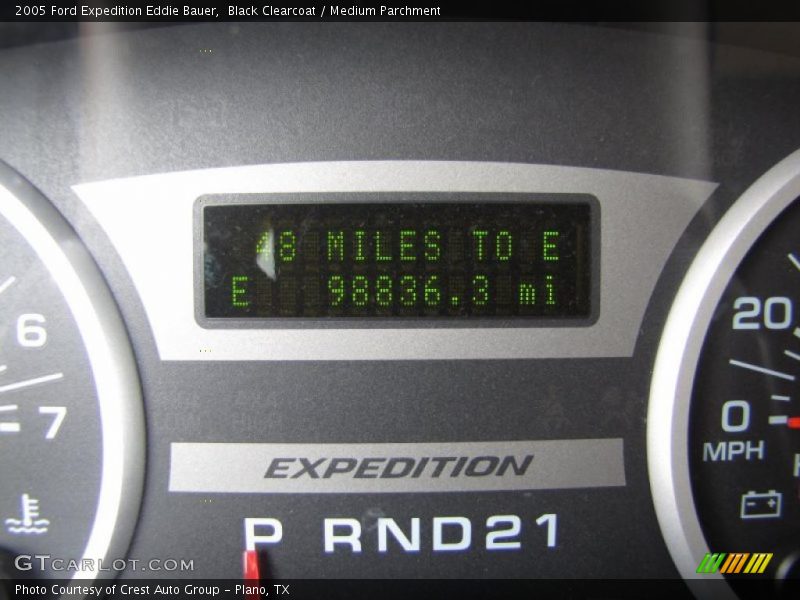 2005 Ford Expedition Eddie Bauer, Black Clearcoat / Medium Parchment
48 MILES TO E
E 98836.3 mi
6
7
20
0
MPH
EXPEDITION
P RND21
GTCARLOT.COM
Photo Courtesy of Crest Auto Group - Plano, TX